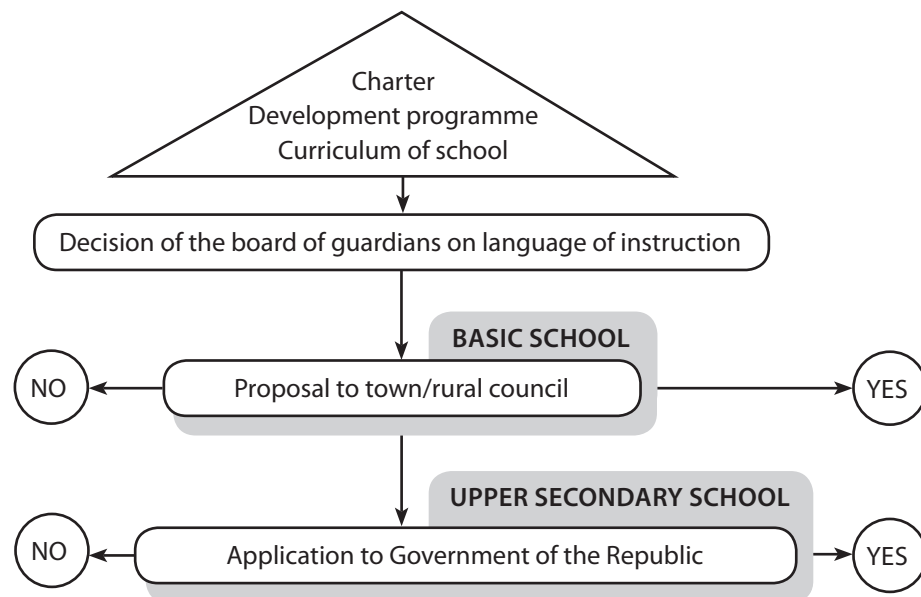 Charter
Development programme
Curriculum of school
Decision of the board of guardians on language of instruction
BASIC SCHOOL
NO
Proposal to town/rural council
YES
UPPER SECONDARY SCHOOL
NO
Application to Government of the Republic
YES